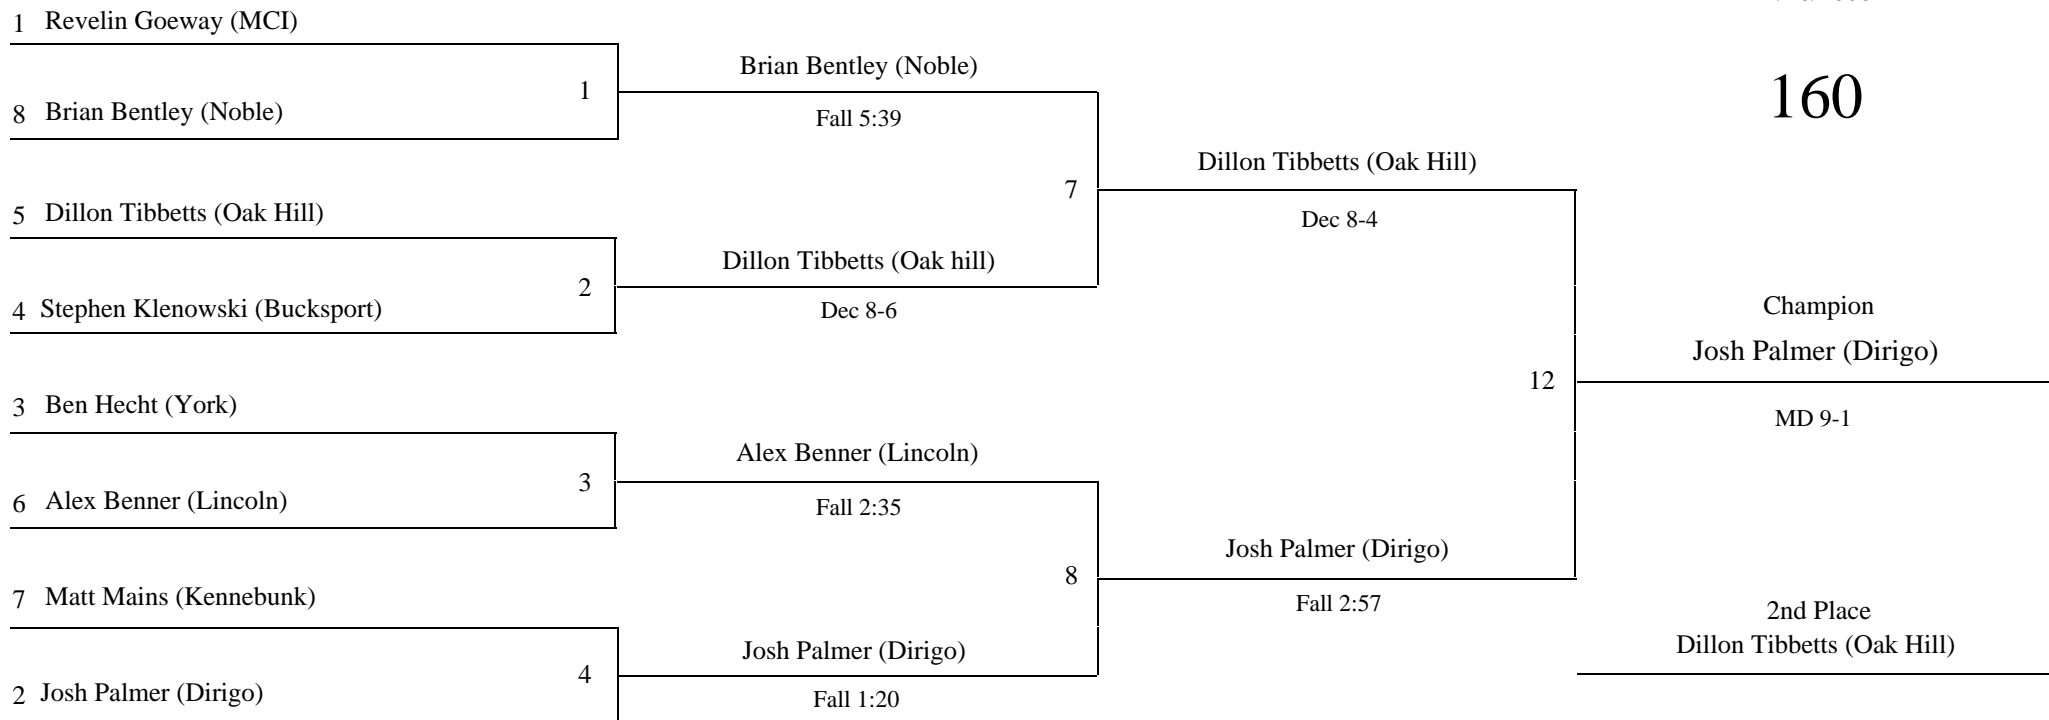 1 Revelin Goeway (MCI)
8 Brian Bentley (Noble)
1
Brian Bentley (Noble)
Fall 5:39
5 Dillon Tibbetts (Oak Hill)
4 Stephen Klenowski (Bucksport)
2
Dillon Tibbetts (Oak hill)
Dec 8-6
7
Dillon Tibbetts (Oak Hill)
Dec 8-4
160
3 Ben Hecht (York)
6 Alex Benner (Lincoln)
3
Alex Benner (Lincoln)
Fall 2:35
7 Matt Mains (Kennebunk)
2 Josh Palmer (Dirigo)
4
Josh Palmer (Dirigo)
Fall 1:20
8
Josh Palmer (Dirigo)
Fall 2:57
12
Champion
Josh Palmer (Dirigo)
MD 9-1
2nd Place
Dillon Tibbetts (Oak Hill)